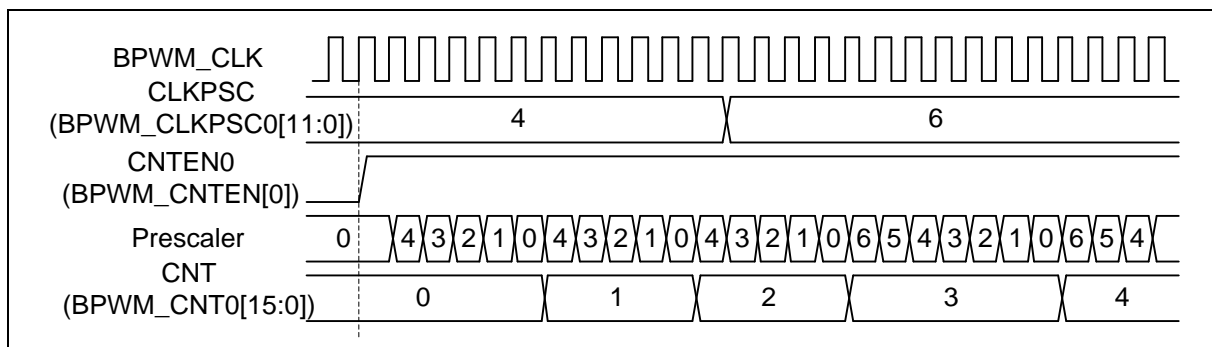 BPWM_CLK
CLKPSC
(BPWM_CLKPSC0[11:0])
4 6
CNTEN0
(BPWM_CNTEN[0])
Prescaler 0 4 3 2 1 0 4 3 2 1 0 4 3 2 1 0 6 5 4 3 2 1 0 6 5 4
CNT
(BPWM_CNT0[15:0])
0 1 2 3 4